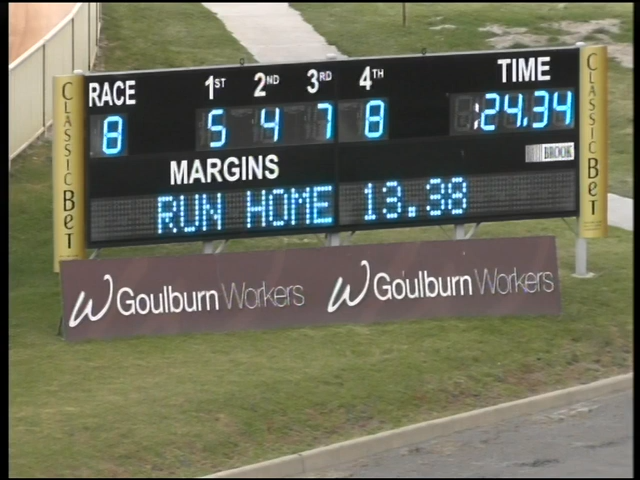 RACE 1ST 2ND 3RD 4TH TIME
8 5 4 7 8 :24.34
MARGINS
BROOK
RUN HOME 13.38
CLASSICBET
CLASSICBET
Goulburn Workers Goulburn Workers